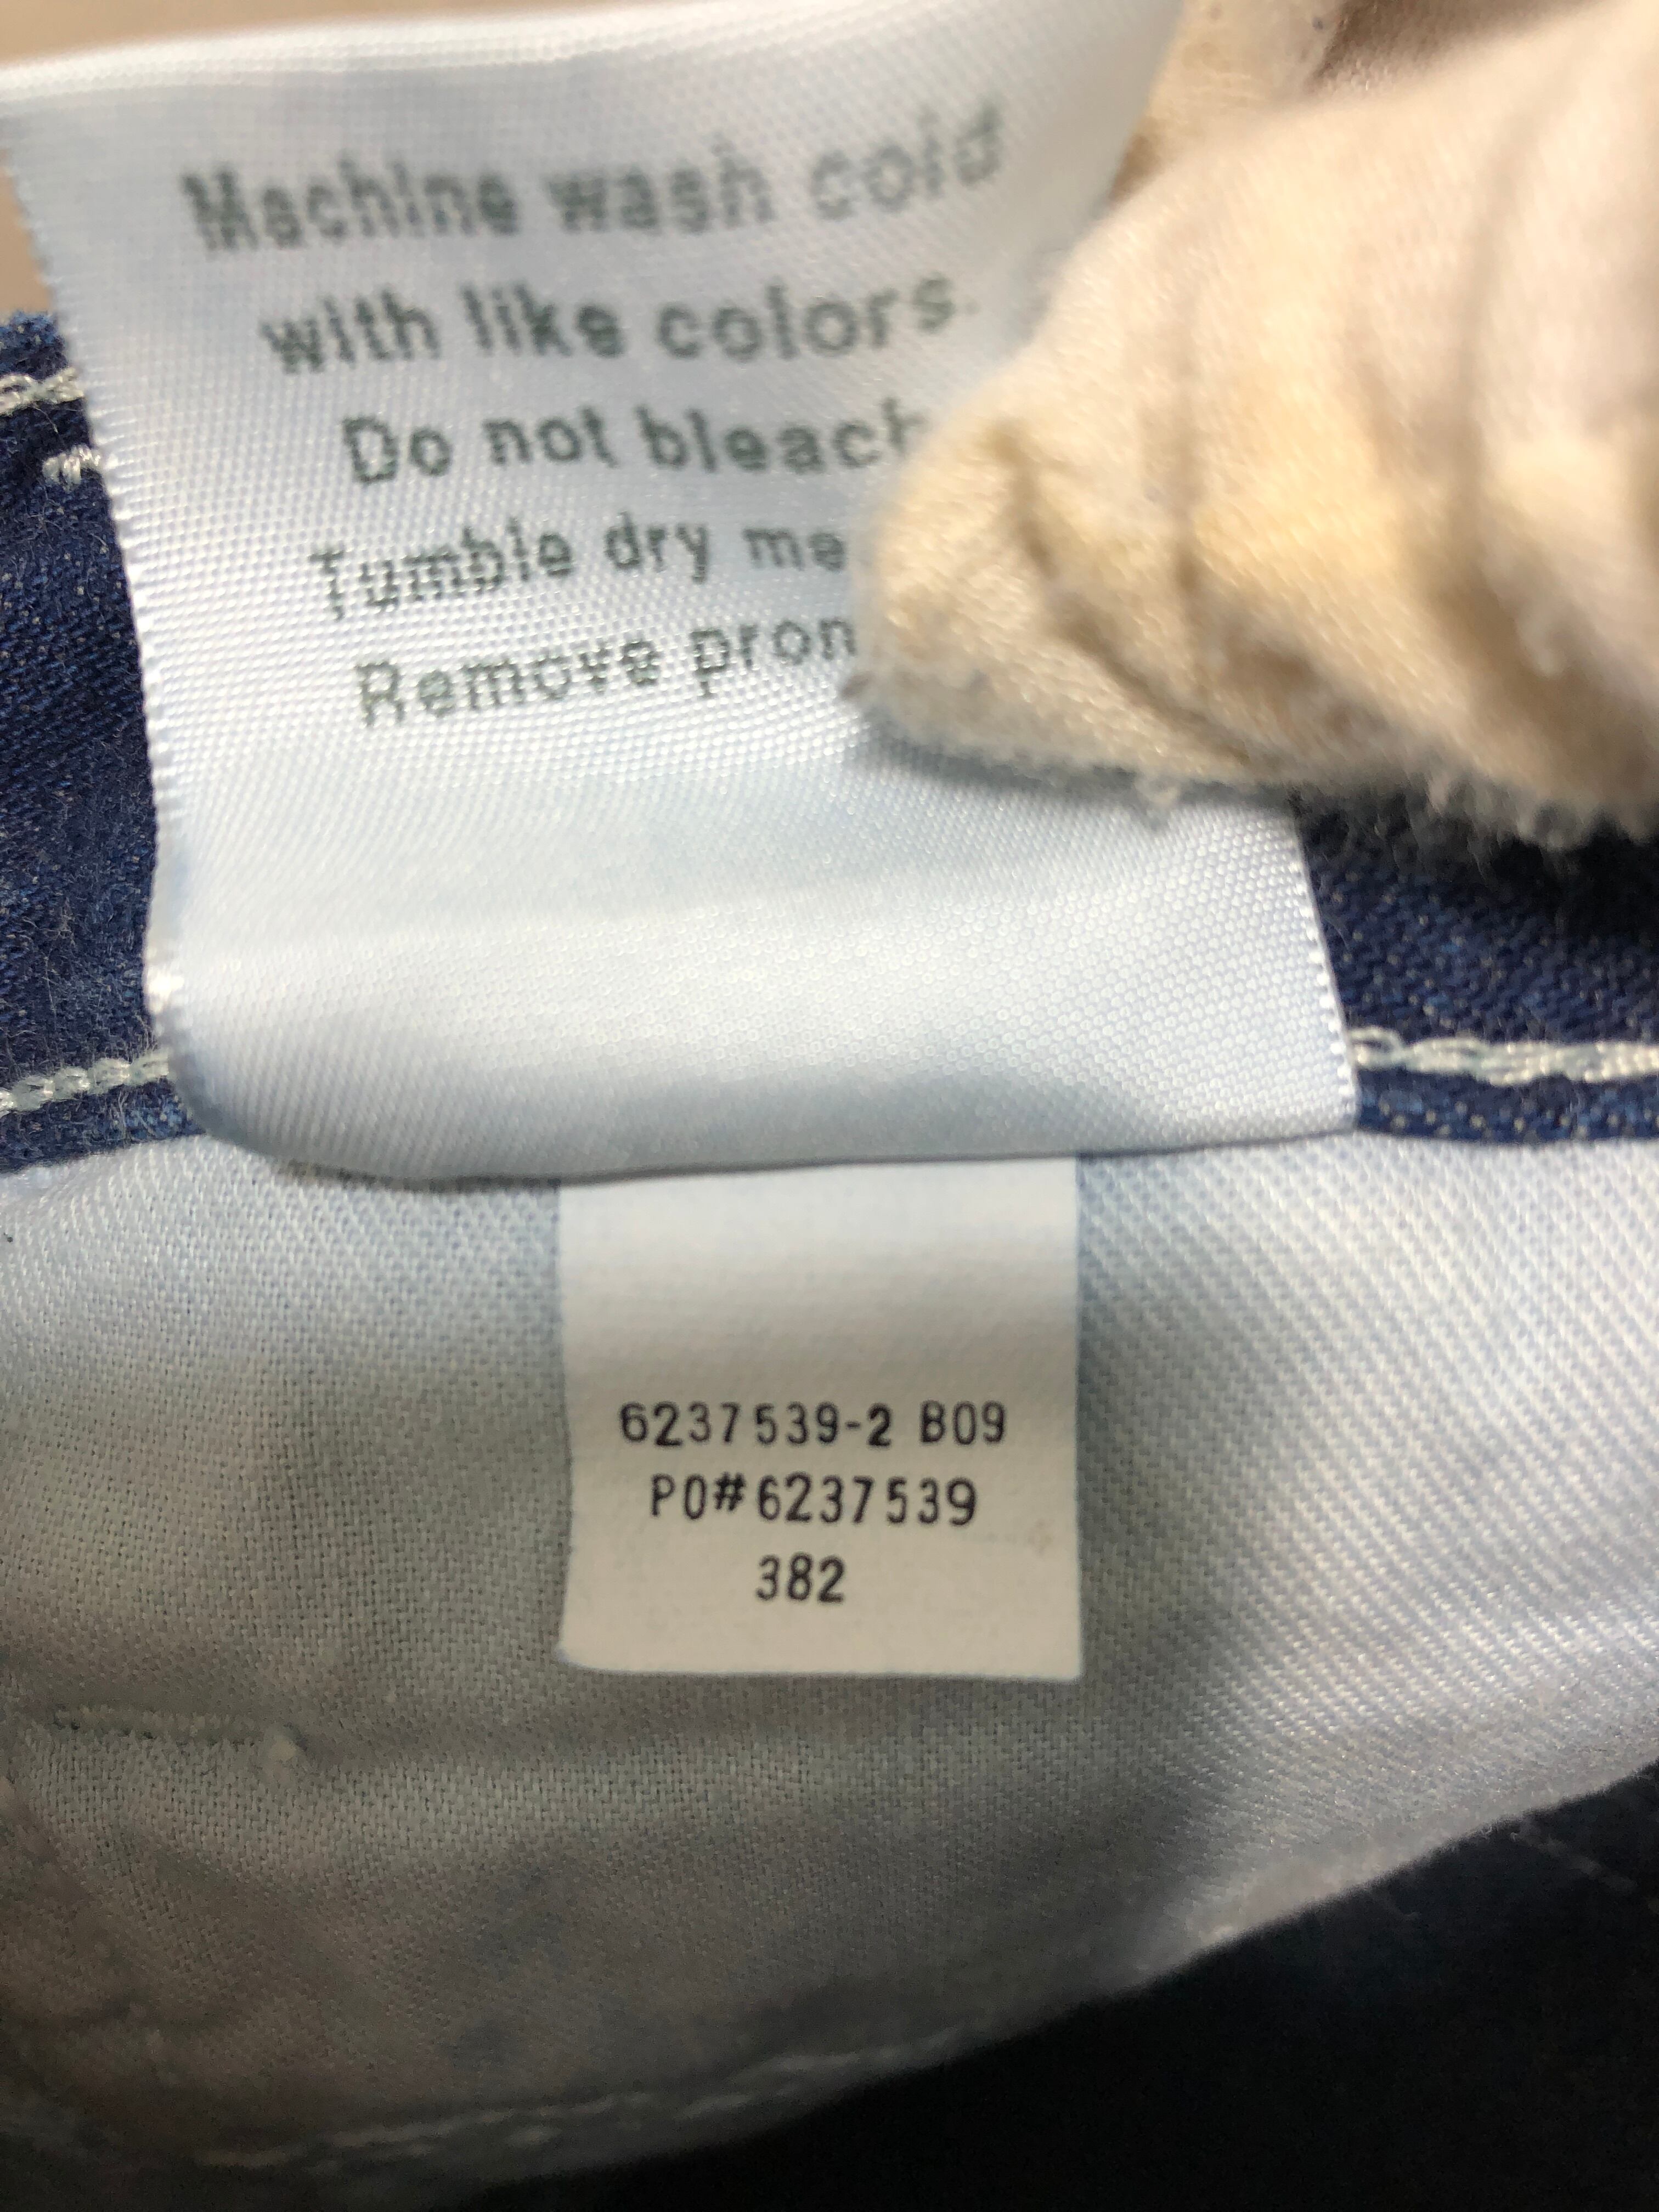 Machine wash cold
with like colors.
Do not bleach
Tumble dry me
Remove prom
6237539-2 B09
PO#6237539
382